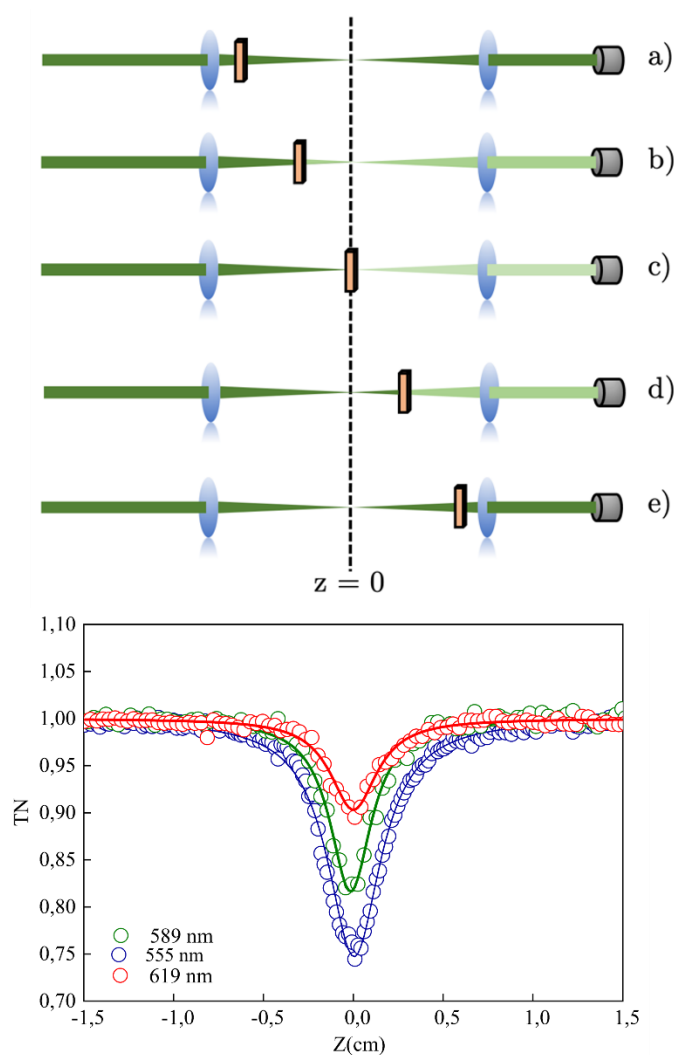 a)
b)
c)
d)
e)
z = 0
1,10
1,05
1,00
0,95
0,90
0,85
0,80
0,75
0,70
TN
589 nm
555 nm
619 nm
-1,5 -1,0 -0,5 0,0 0,5 1,0 1,5
Z(cm)